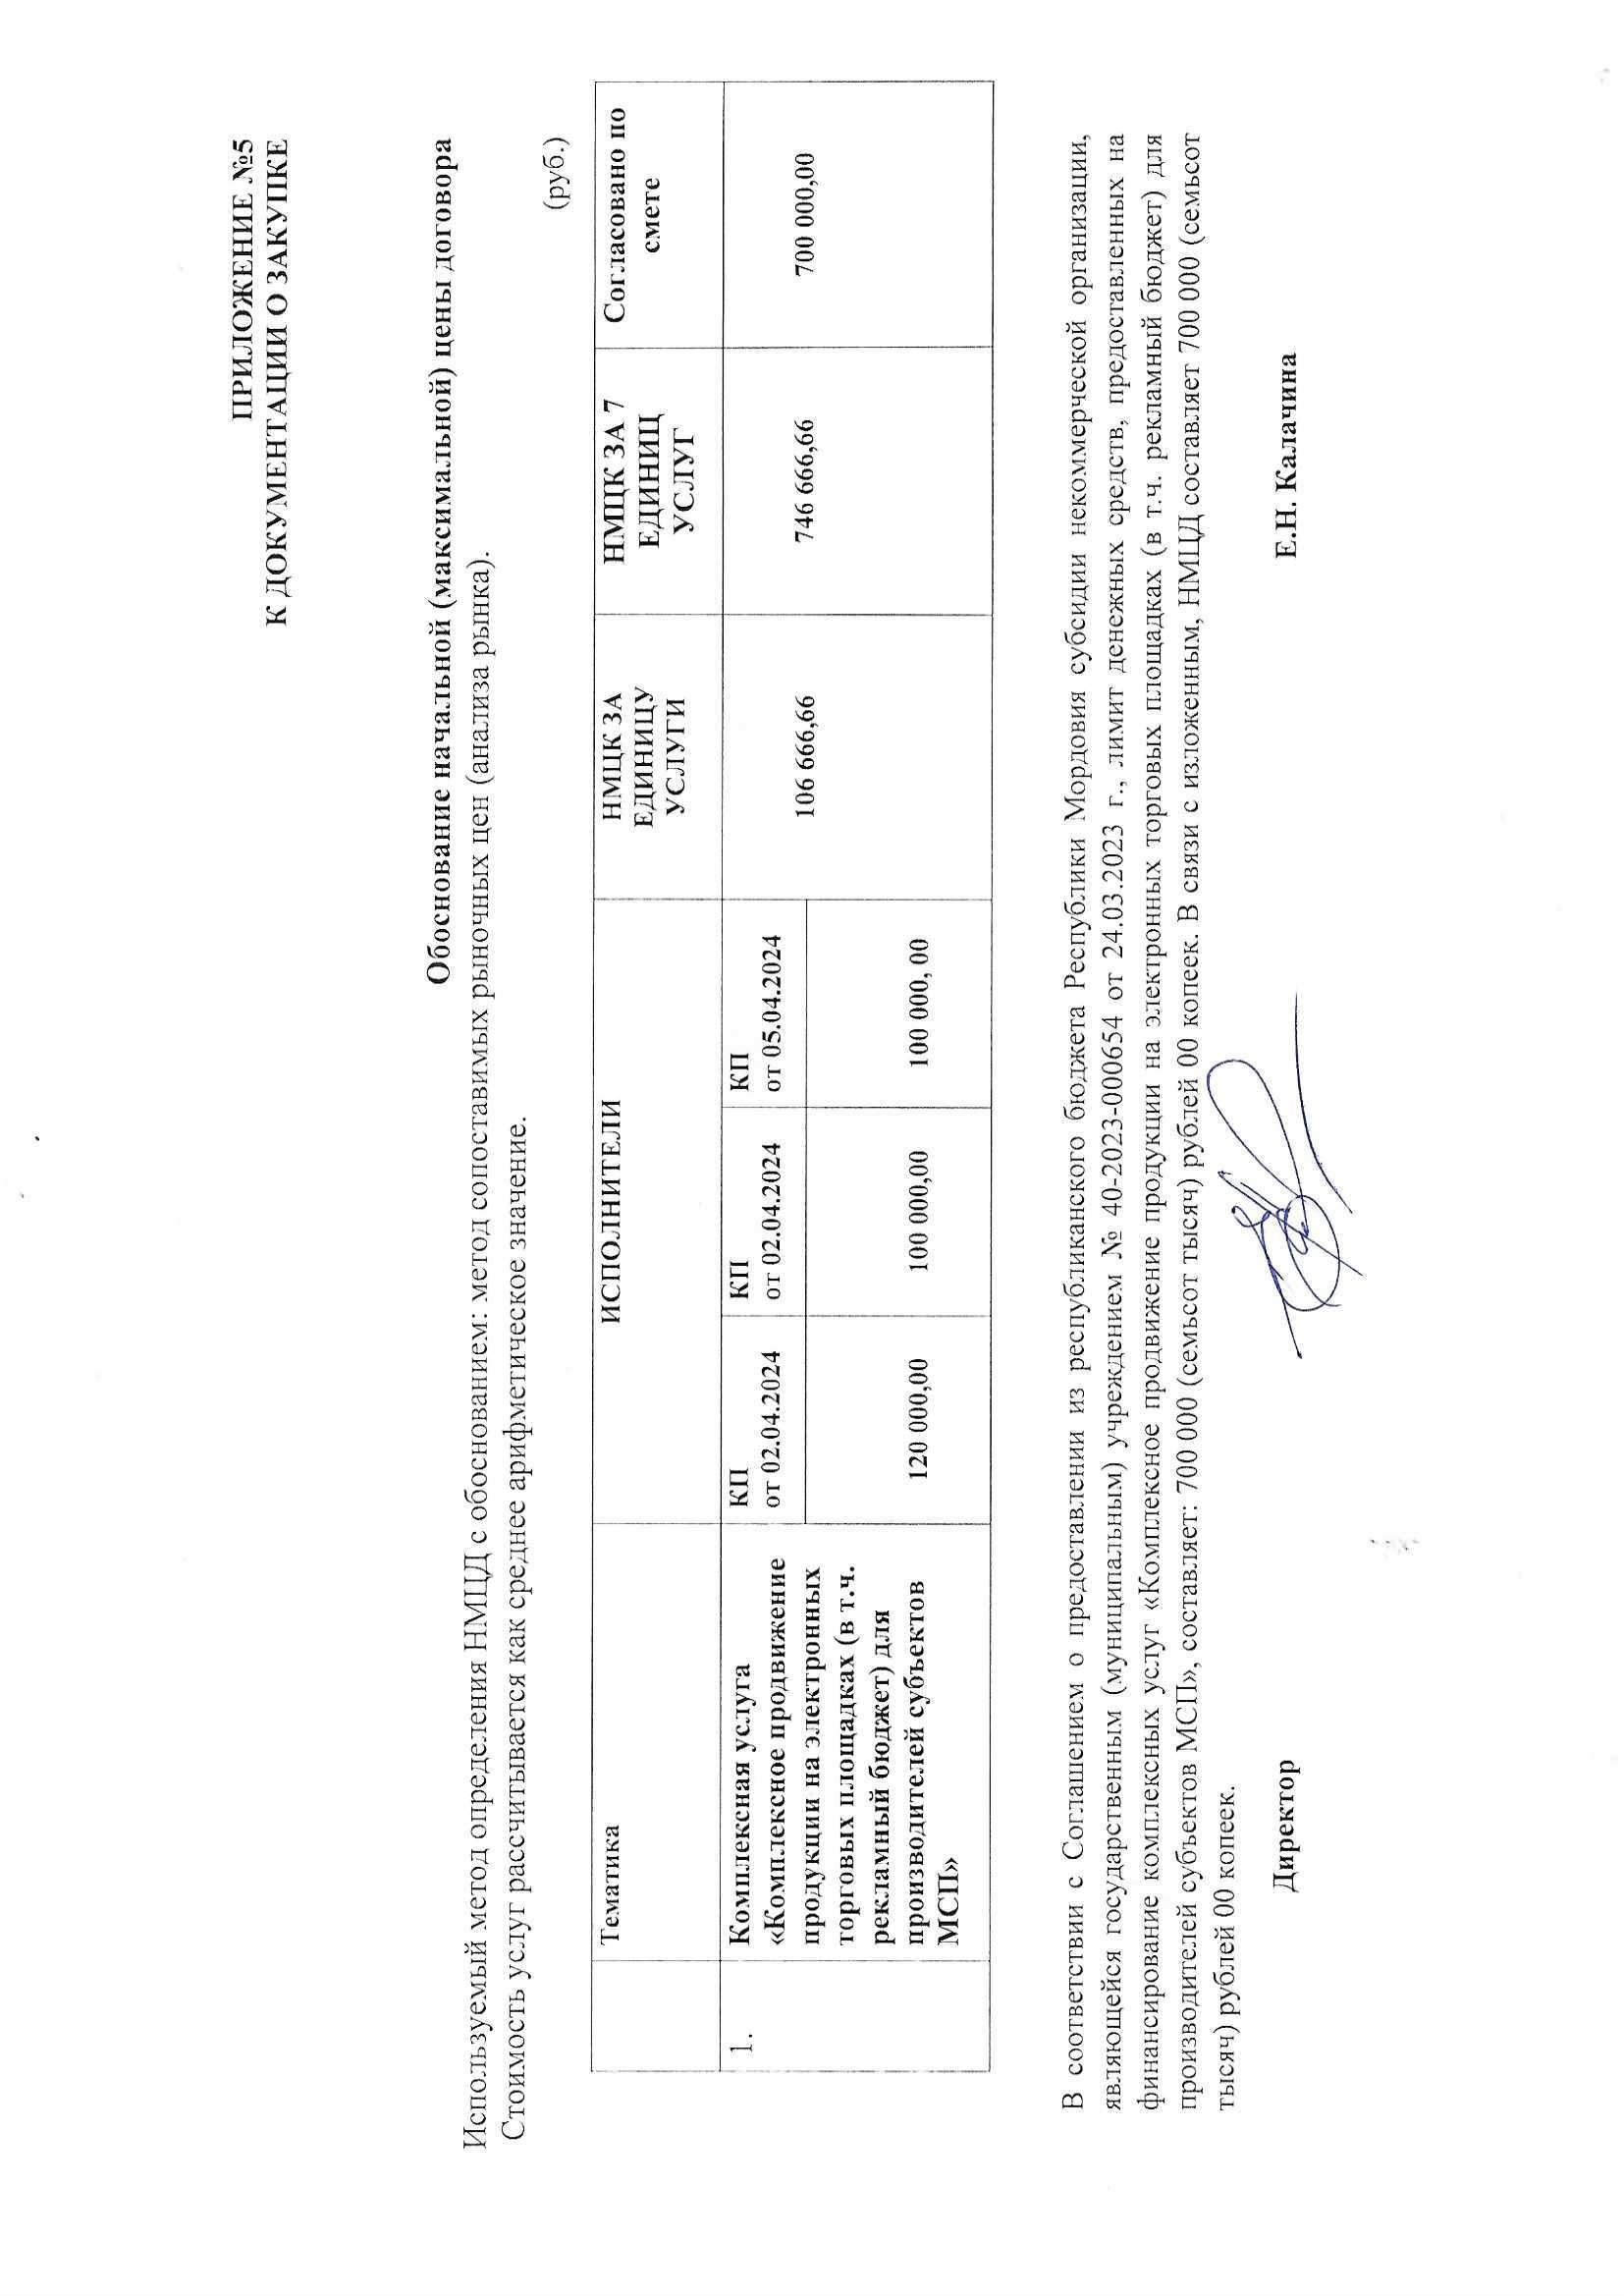 ПРИЛОЖЕНИЕ №5
К ДОКУМЕНТАЦИИ О ЗАКУПКЕ
Обоснование начальной (максимальной) цены договора
Используемый метод определения НМЦД с обоснованием: метод сопоставимых рыночных цен (анализа рынка).
Стоимость услуг рассчитывается как среднее арифметическое значение.
(руб.)
Тематика
ИСПОЛНИТЕЛИ
НМЦК ЗА
ЕДИНИЦУ
УСЛУГИ
НМЦК ЗА 7
ЕДИНИЦ
УСЛУГ
Согласовано по
смете
1.
Комплексная услуга
«Комплексное продвижение
продукции на электронных
торговых площадках (в т.ч.
рекламный бюджет) для
производителей субъектов
МСП»
КП
от 02.04.2024
КП
от 02.04.2024
КП
от 05.04.2024
120 000,00
100 000,00
100 000, 00
106 666,66
746 666,66
700 000,00
В соответствии с Соглашением о предоставлении из республиканского бюджета Республики Мордовия субсидии некоммерческой организации,
являющейся государственным (муниципальным) учреждением № 40-2023-000654 от 24.03.2023 г., лимит денежных средств, предоставленных на
финансирование комплексных услуг «Комплексное продвижение продукции на электронных торговых площадках (в т.ч. рекламный бюджет) для
производителей субъектов МСП», составляет: 700 000 (семьсот тысяч) рублей 00 копеек. В связи с изложенным, НМЦД составляет 700 000 (семьсот
тысяч) рублей 00 копеек.
Директор
Е.Н. Калачина